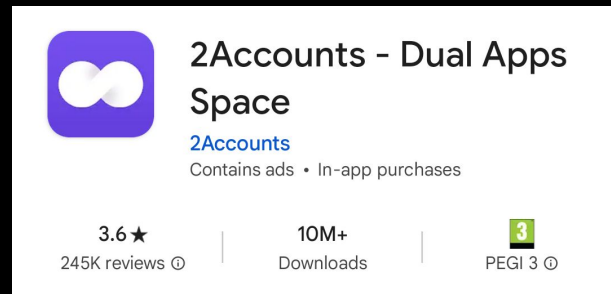 2Accounts - Dual Apps
Space
2Accounts
Contains ads • In-app purchases
3.6★ 10M+ 3
245K reviews ⓘ Downloads PEGI 3 ⓘ